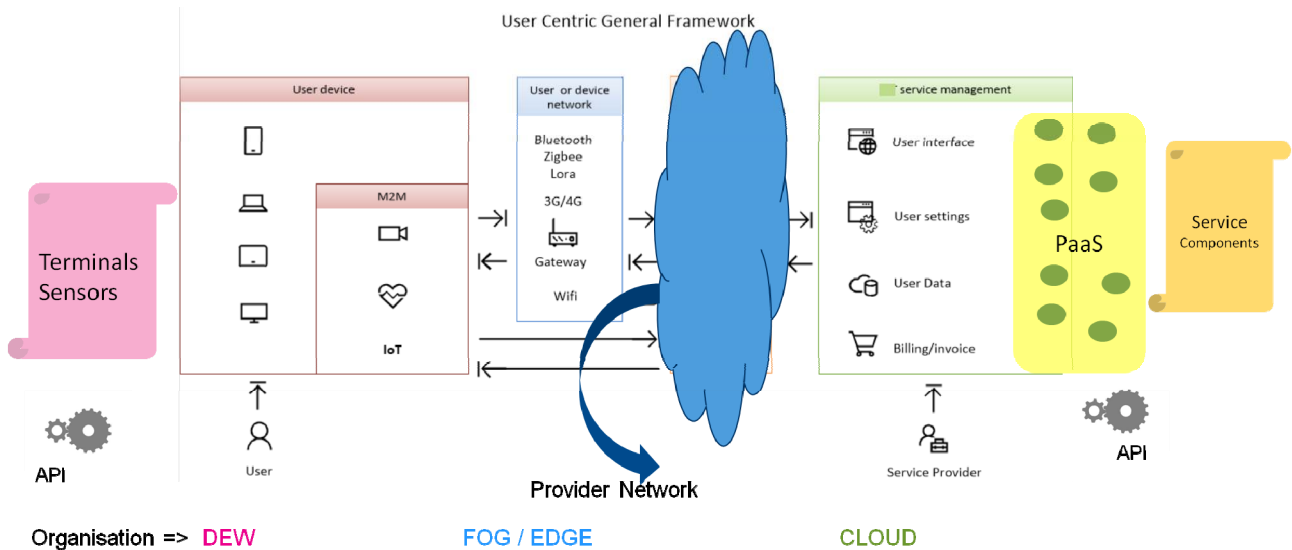 User Centric General Framework
User device
M2M
IoT
User or device
network
Bluetooth
Zigbee
Lora
3G/4G
Gateway
Wifi
service management
User interface
User settings
User Data
Billing/invoice
PaaS
Service
Components
Terminals
Sensors
API
User
Provider Network
Service Provider
API
Organisation => DEW
FOG / EDGE
CLOUD